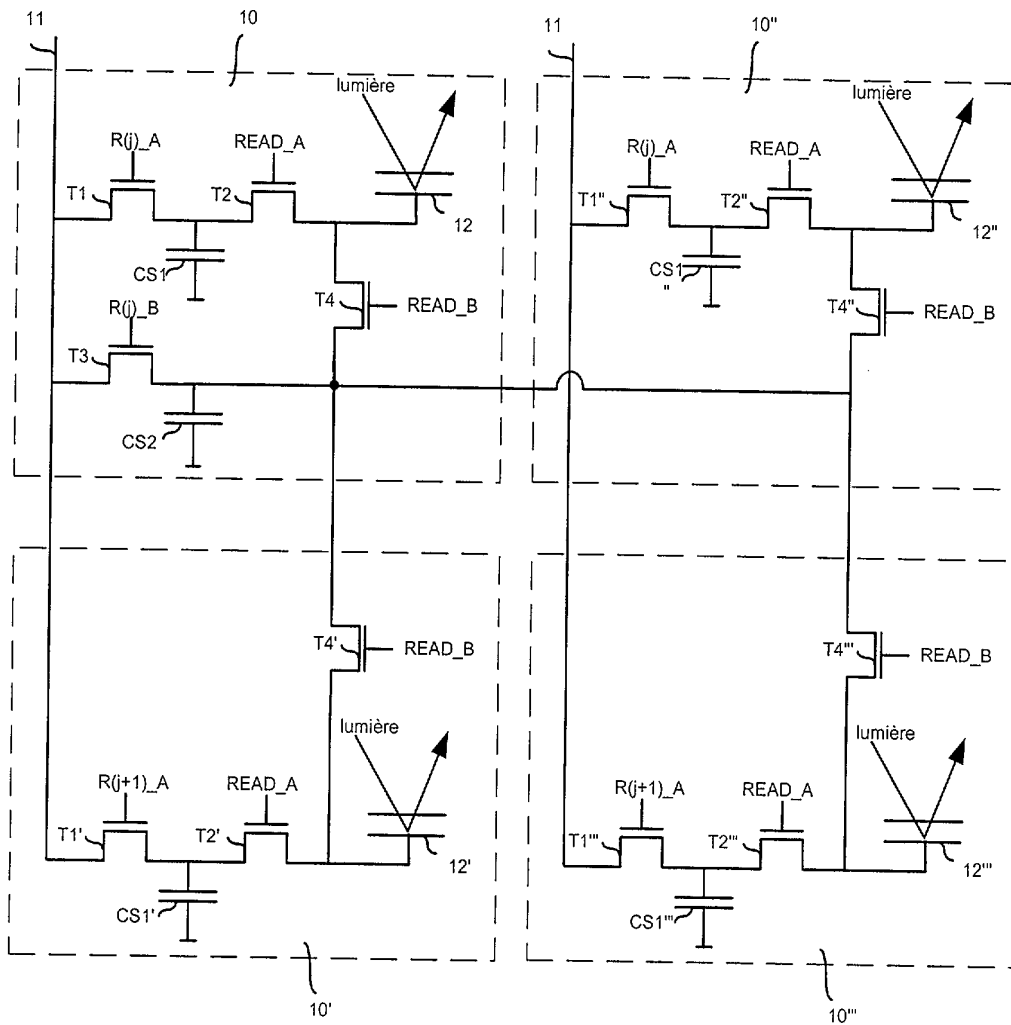 11
10
11
10"
lumière
lumière
R(j)_A
READ_A
R(j)_A
READ_A
T1
T2
12
T1"
T2"
12"
CS1
CS1
"
T4
READ_B
T4"
READ_B
R(j)_B
T3
CS2
T4'
READ_B
T4'''
READ_B
lumière
lumière
R(j+1)_A
READ_A
R(j+1)_A
READ_A
T1'
T2'
12'
T1'''
T2'''
12'''
CS1'
CS1'''
10'
10'''